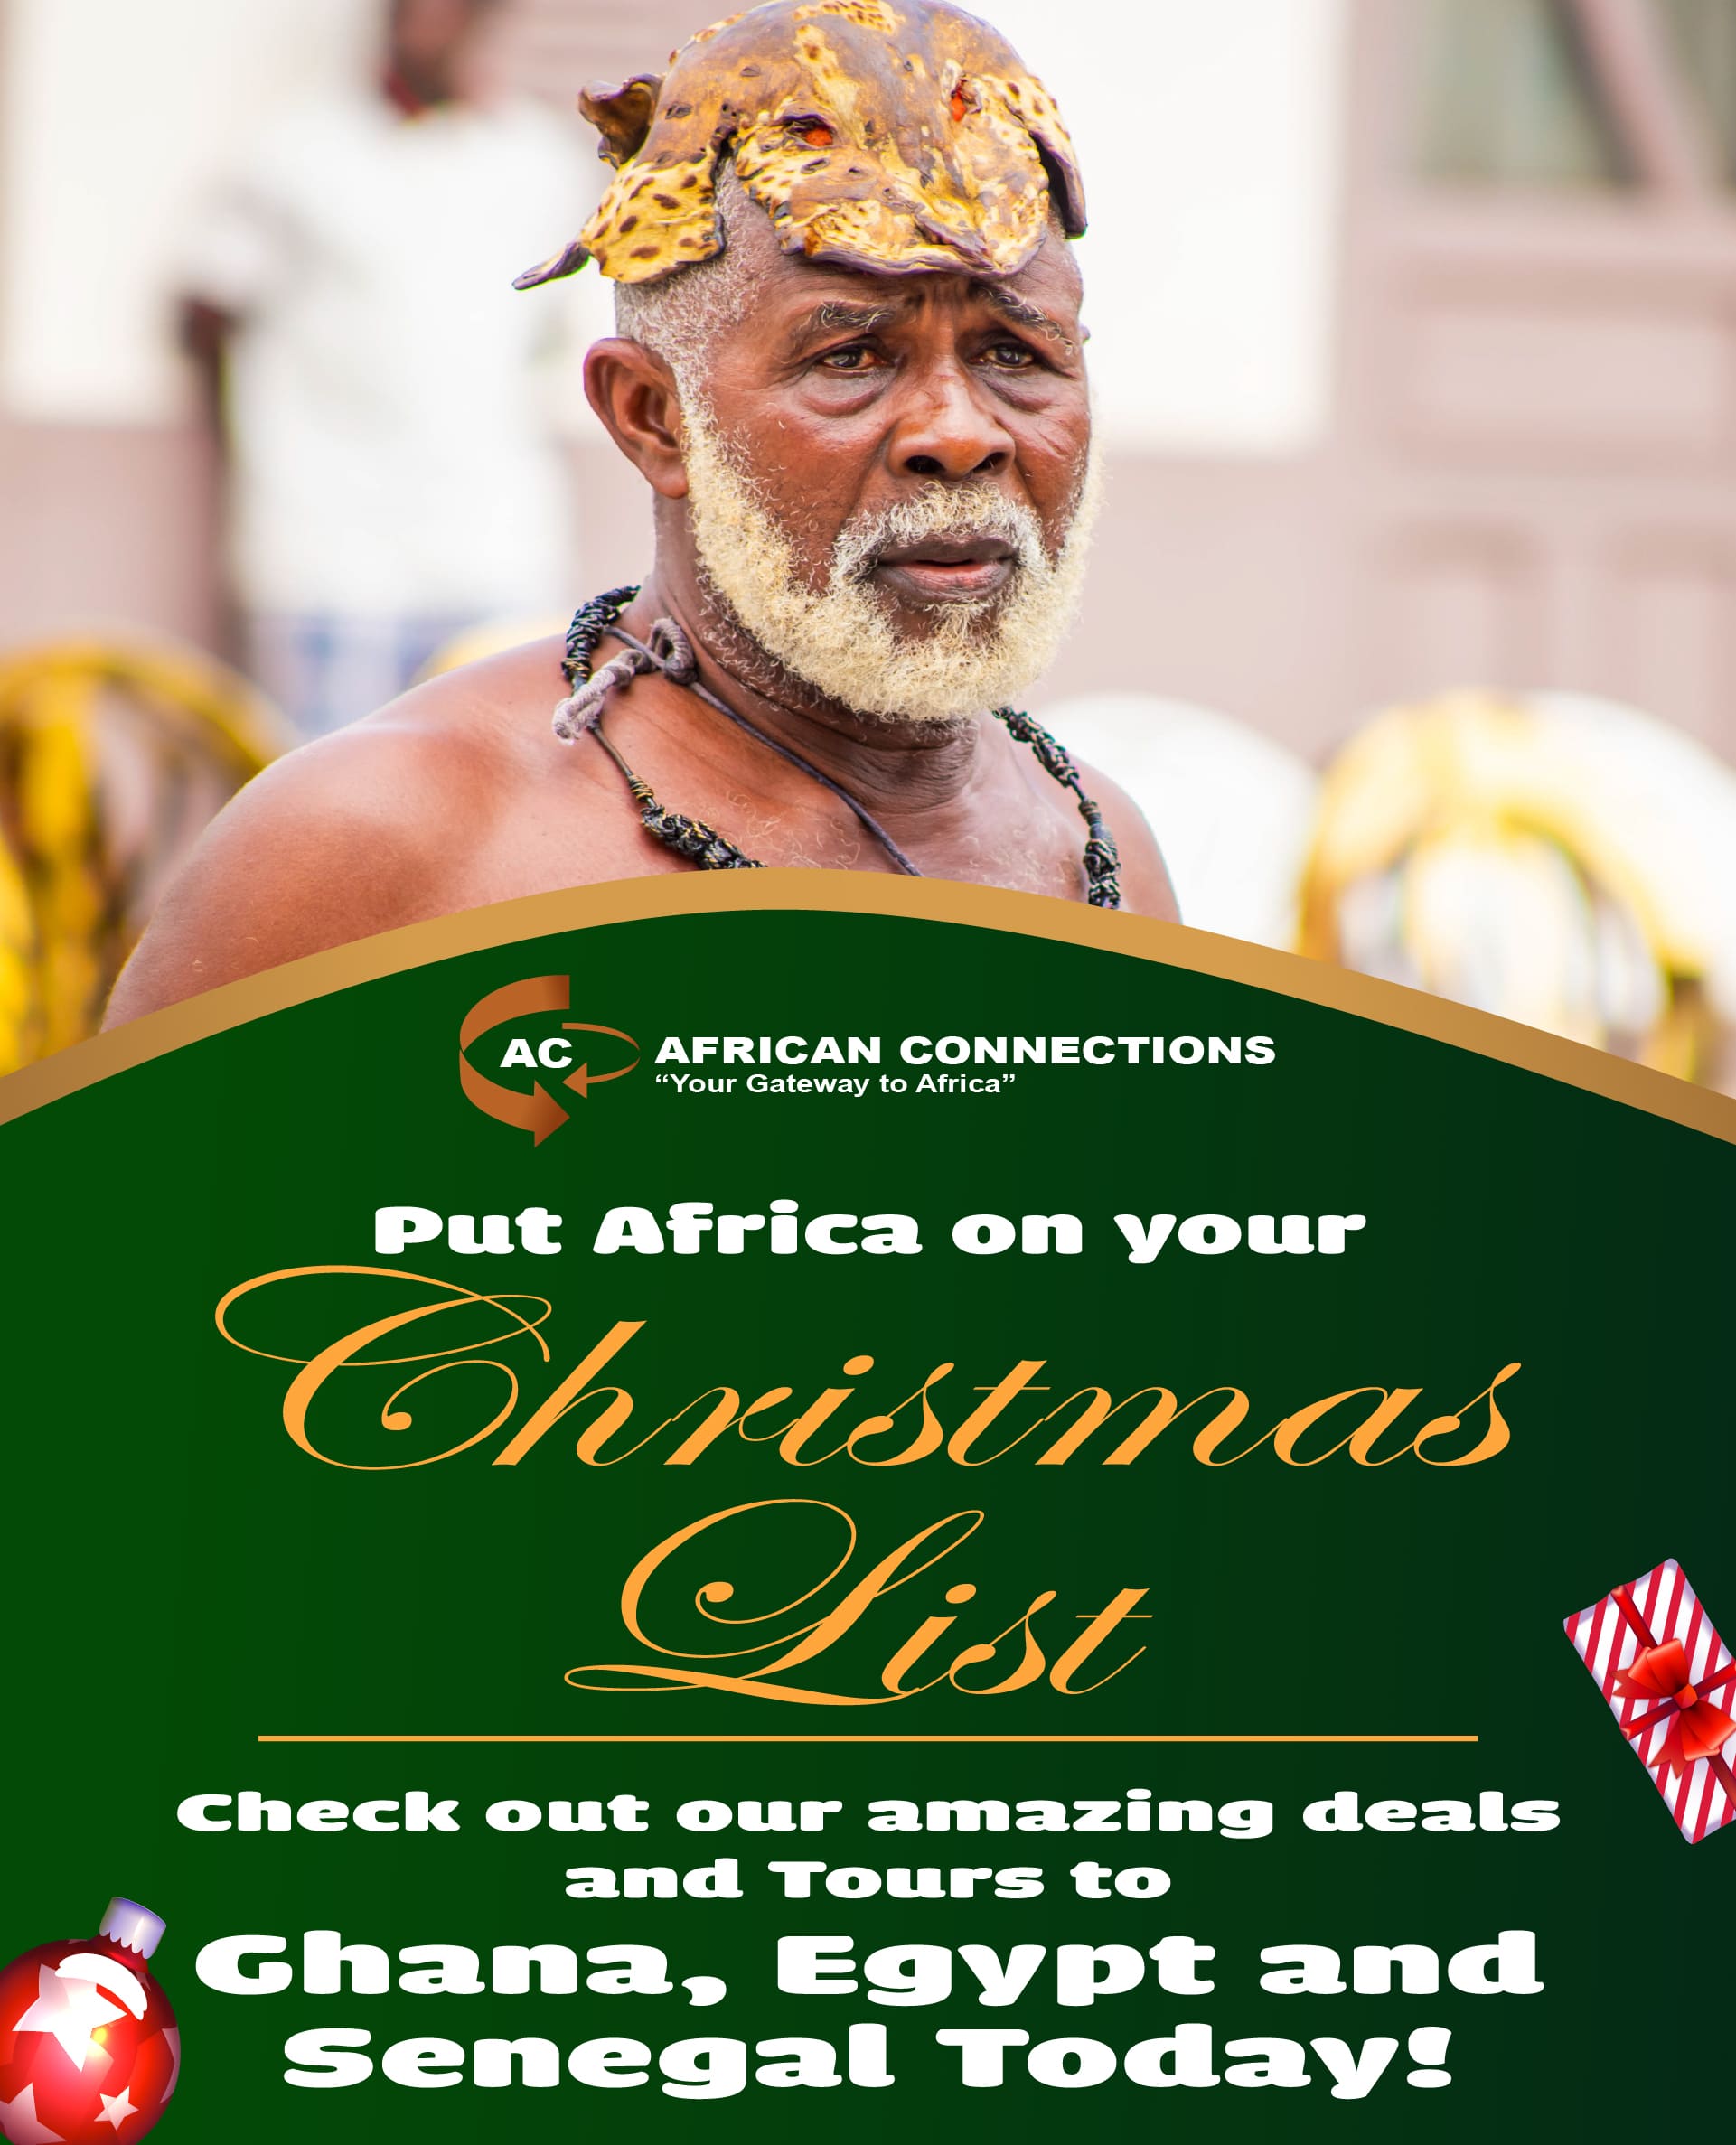 AC
AFRICAN CONNECTIONS
“Your Gateway to Africa”
Put Africa on your
Christmas
List
Check out our amazing deals
and Tours to
Ghana, Egypt and
Senegal Today!